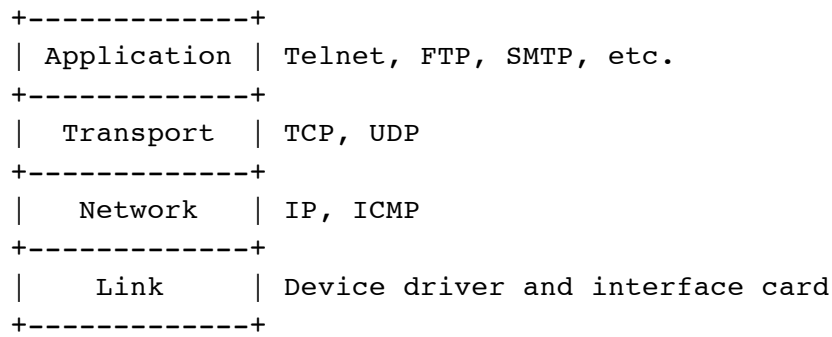 +-------------+
| Application | Telnet, FTP, SMTP, etc.
+-------------+
|  Transport  | TCP, UDP
+-------------+
|   Network   | IP, ICMP
+-------------+
|    Link     | Device driver and interface card
+-------------+